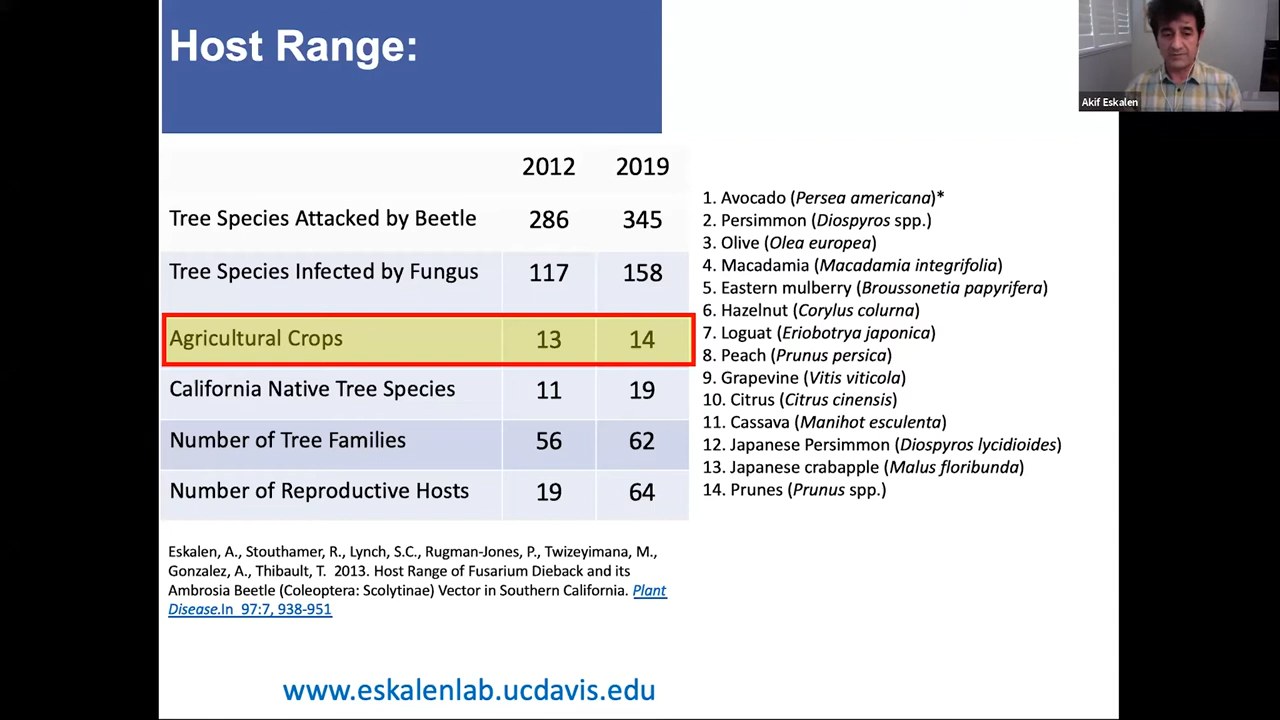 Host Range:
Akif Eskalen
2012 2019
Tree Species Attacked by Beetle 286 345
Tree Species Infected by Fungus 117 158
Agricultural Crops 13 14
California Native Tree Species 11 19
Number of Tree Families 56 62
Number of Reproductive Hosts 19 64
1. Avocado (Persea americana)*
2. Persimmon (Diospyros spp.)
3. Olive (Olea europea)
4. Macadamia (Macadamia integrifolia)
5. Eastern mulberry (Broussonetia papyrifera)
6. Hazelnut (Corylus colurna)
7. Loguat (Eriobotrya japonica)
8. Peach (Prunus persica)
9. Grapevine (Vitis viticola)
10. Citrus (Citrus cinensis)
11. Cassava (Manihot esculenta)
12. Japanese Persimmon (Diospyros lycidioides)
13. Japanese crabapple (Malus floribunda)
14. Prunes (Prunus spp.)
Eskalen, A., Stouthamer, R., Lynch, S.C., Rugman-Jones, P., Twizeyimana, M.,
Gonzalez, A., Thibault, T. 2013. Host Range of Fusarium Dieback and its
Ambrosia Beetle (Coleoptera: Scolytinae) Vector in Southern California. Plant
Disease.In 97:7, 938-951
www.eskalenlab.ucdavis.edu